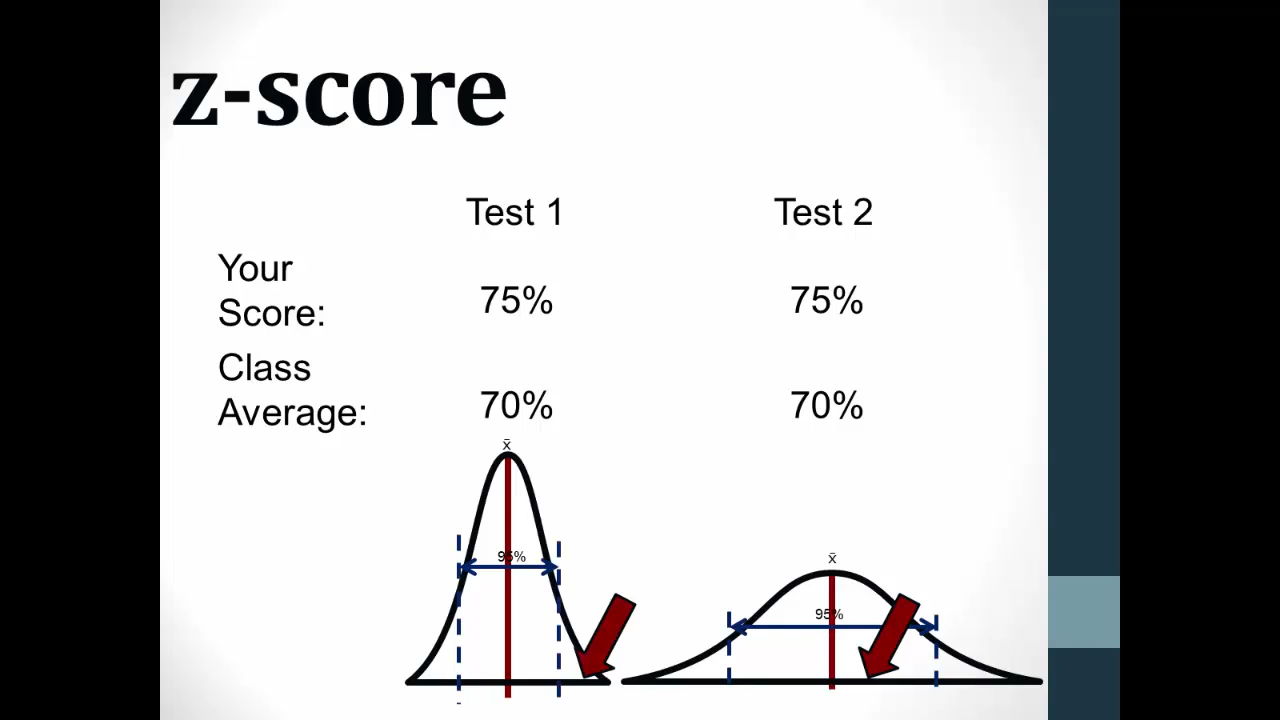 z-score
Test 1 Test 2
Your
Score: 75% 75%
Class
Average: 70% 70%
x̄
95%
x̄
95%